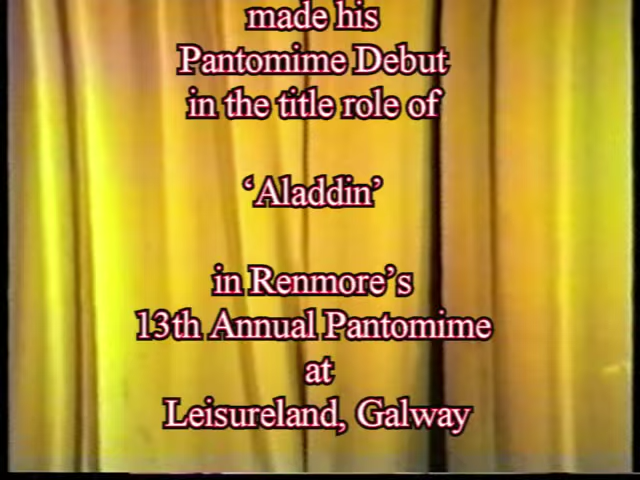 made his
Pantomime Debut
in the title role of
‘Aladdin’
in Renmore’s
13th Annual Pantomime
at
Leisureland, Galway